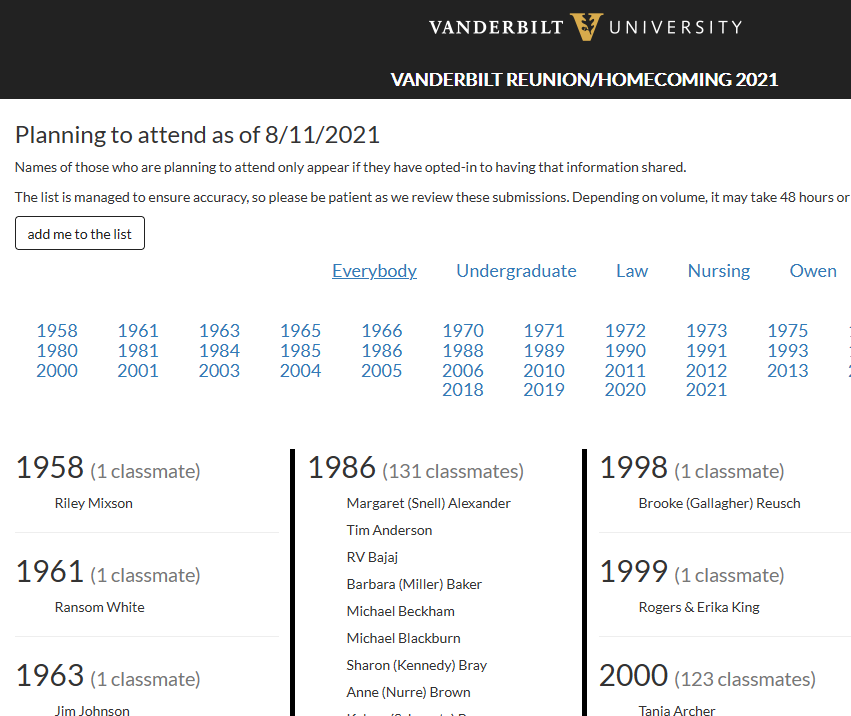 VANDERBILT UNIVERSITY
VANDERBILT REUNION/HOMECOMING 2021
Planning to attend as of 8/11/2021
Names of those who are planning to attend only appear if they have opted-in to having that information shared.
The list is managed to ensure accuracy, so please be patient as we review these submissions. Depending on volume, it may take 48 hours or
add me to the list
Everybody Undergraduate Law Nursing Owen
1958 1961 1963 1965 1966 1970 1971 1972 1973 1975
1980 1981 1984 1985 1986 1988 1989 1990 1991 1993
2000 2001 2003 2004 2005 2006 2010 2011 2012 2013
2018 2019 2020 2021
1958 (1 classmate)
Riley Mixson
1961 (1 classmate)
Ransom White
1963 (1 classmate)
Jim Johnson
1986 (131 classmates)
Margaret (Snell) Alexander
Tim Anderson
RV Bajaj
Barbara (Miller) Baker
Michael Beckham
Michael Blackburn
Sharon (Kennedy) Bray
Anne (Nurre) Brown
1998 (1 classmate)
Brooke (Gallagher) Reusch
1999 (1 classmate)
Rogers & Erika King
2000 (123 classmates)
Tania Archer